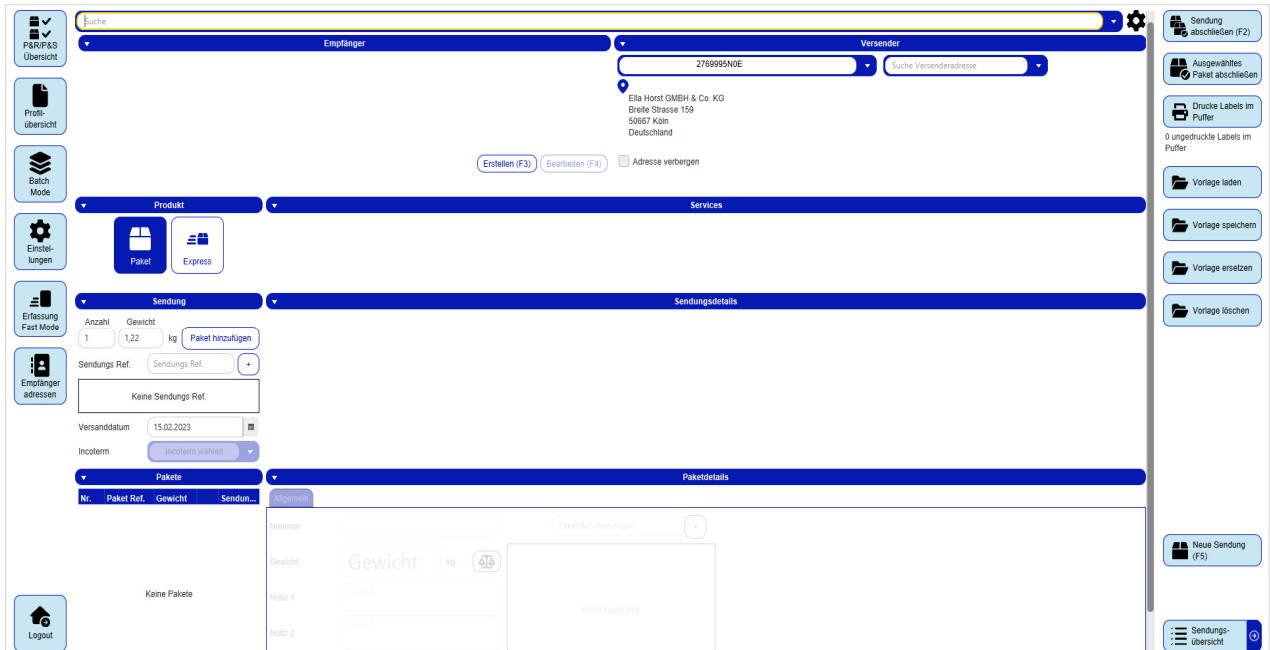 Suche
P&R/P&S
Übersicht
Profil-
übersicht
Batch
Mode
Einstel-
lungen
Erfassung
Fast Mode
Empfänger
adressen
Logout
Empfänger
Erstellen (F3)
Bearbeiten (F4)
Versender
2769995N0E
Suche Versenderadresse
Ella Horst GMBH & Co. KG
Breite Strasse 159
50667 Köln
Deutschland
Adresse verbergen
Produkt
Paket
Express
Services
Sendung
Anzahl Gewicht
1 1,22 kg Paket hinzufügen
Sendungs Ref. Sendungs Ref. +
Keine Sendungs Ref.
Versanddatum 15.02.2023
Incoterm Incoterm wählen
Sendungsdetails
Pakete
Nr. Paket Ref. Gewicht Sendun...
Keine Pakete
Paketdetails
Allgemein
Nummer Paket Ref. hinzufügen +
Gewicht Gewicht kg
Notiz 1
Keine Paket Ref.
Notiz 2
Sendung
abschließen (F2)
Ausgewähltes
Paket abschließen
Drucke Labels im
Puffer
0 ungedruckte Labels im
Puffer
Vorlage laden
Vorlage speichern
Vorlage ersetzen
Vorlage löschen
Neue Sendung
(F5)
Sendungs-
übersicht